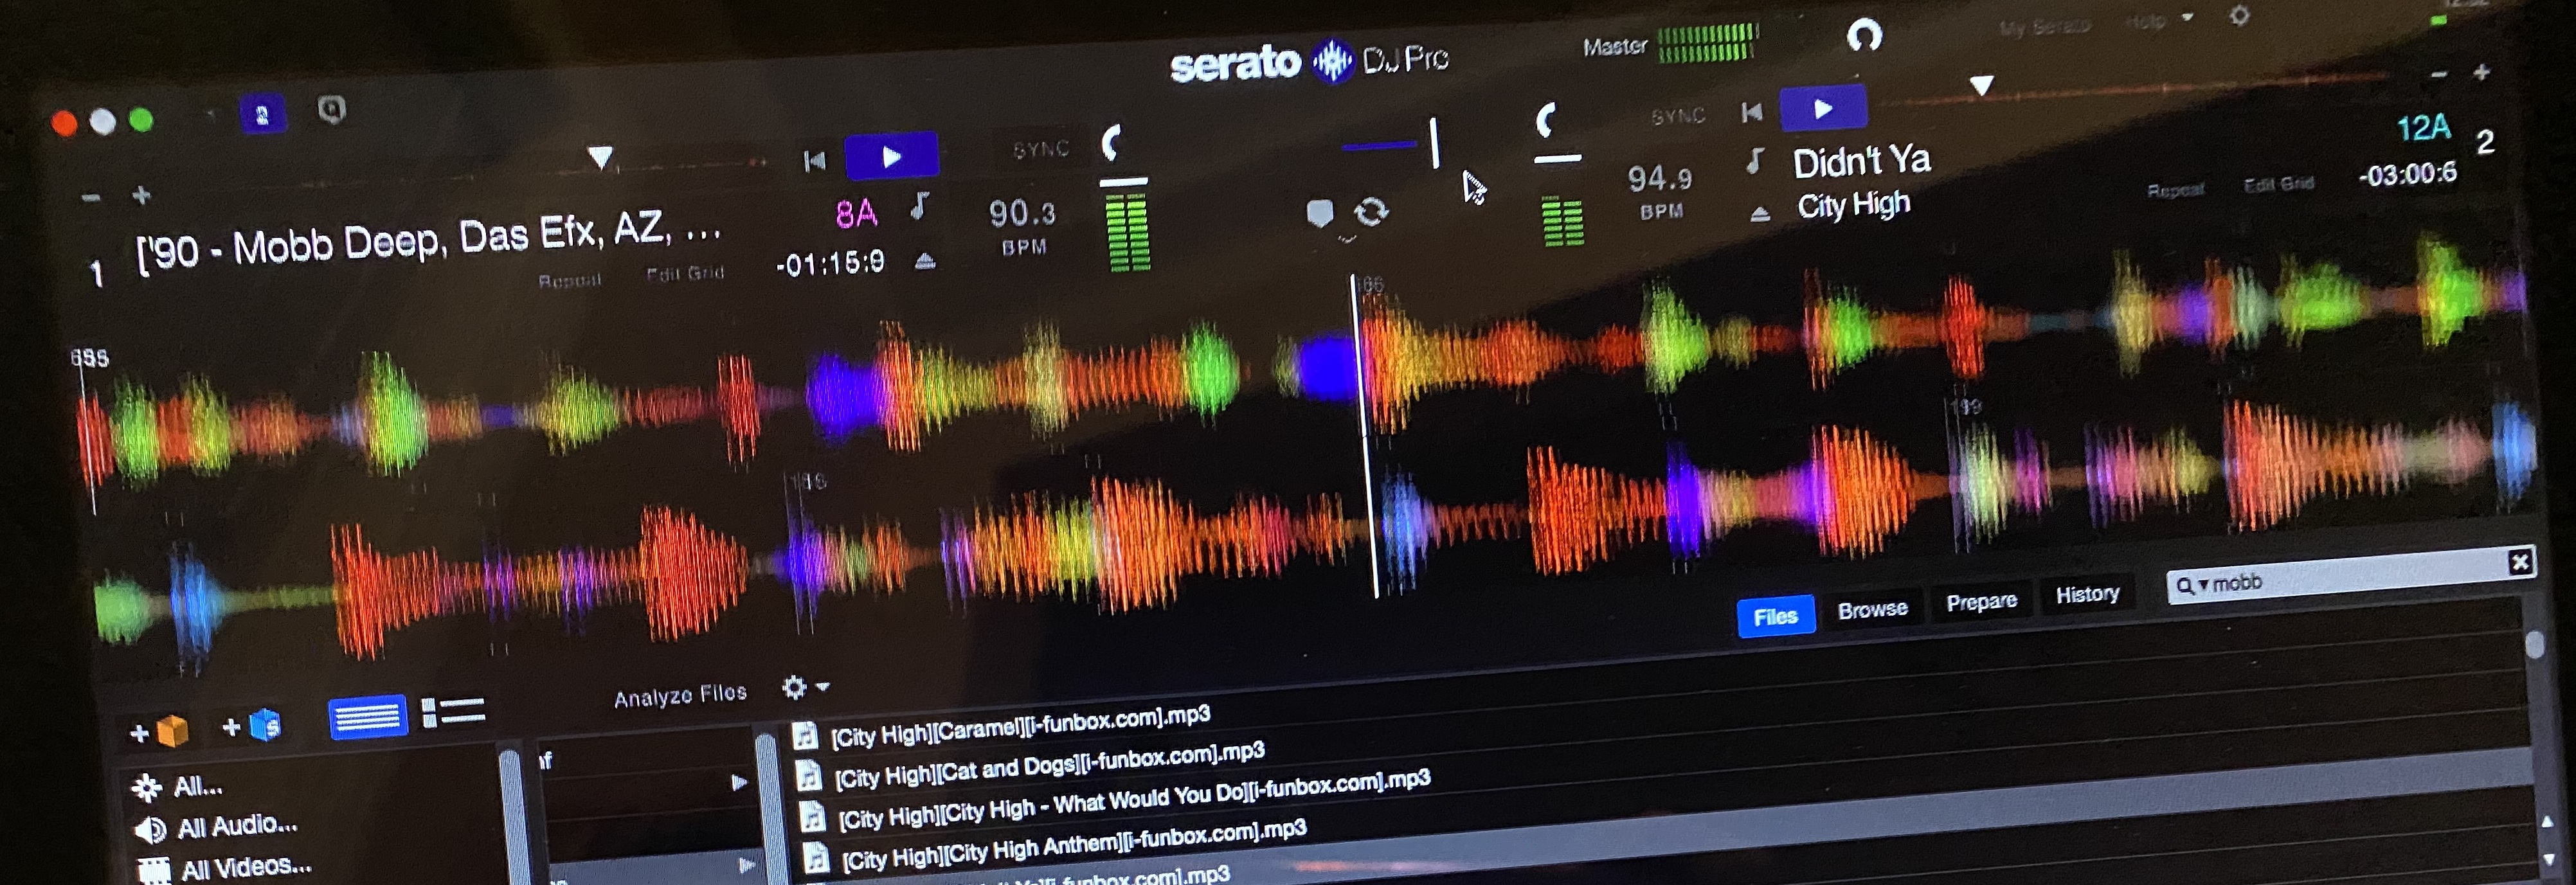 serato DJ Pro
Master
My Serato Help
SYNC
SYNC
12A
2
8A
90.3
BPM
94.9
BPM
Didn't Ya
City High
Repeat Edit Grid
-03:00:6
1
['90 - Mobb Deep, Das Efx, AZ, ...
Repeat Edit Grid
-01:15:9
199
Files Browse Prepare History
mobb
Analyze Files
[City High][Caramel][i-funbox.com].mp3
[City High][Cat and Dogs][i-funbox.com].mp3
[City High][City High - What Would You Do][i-funbox.com].mp3
[City High][City High Anthem][i-funbox.com].mp3
[i-funbox.com].mp3
All...
All Audio...
All Videos...